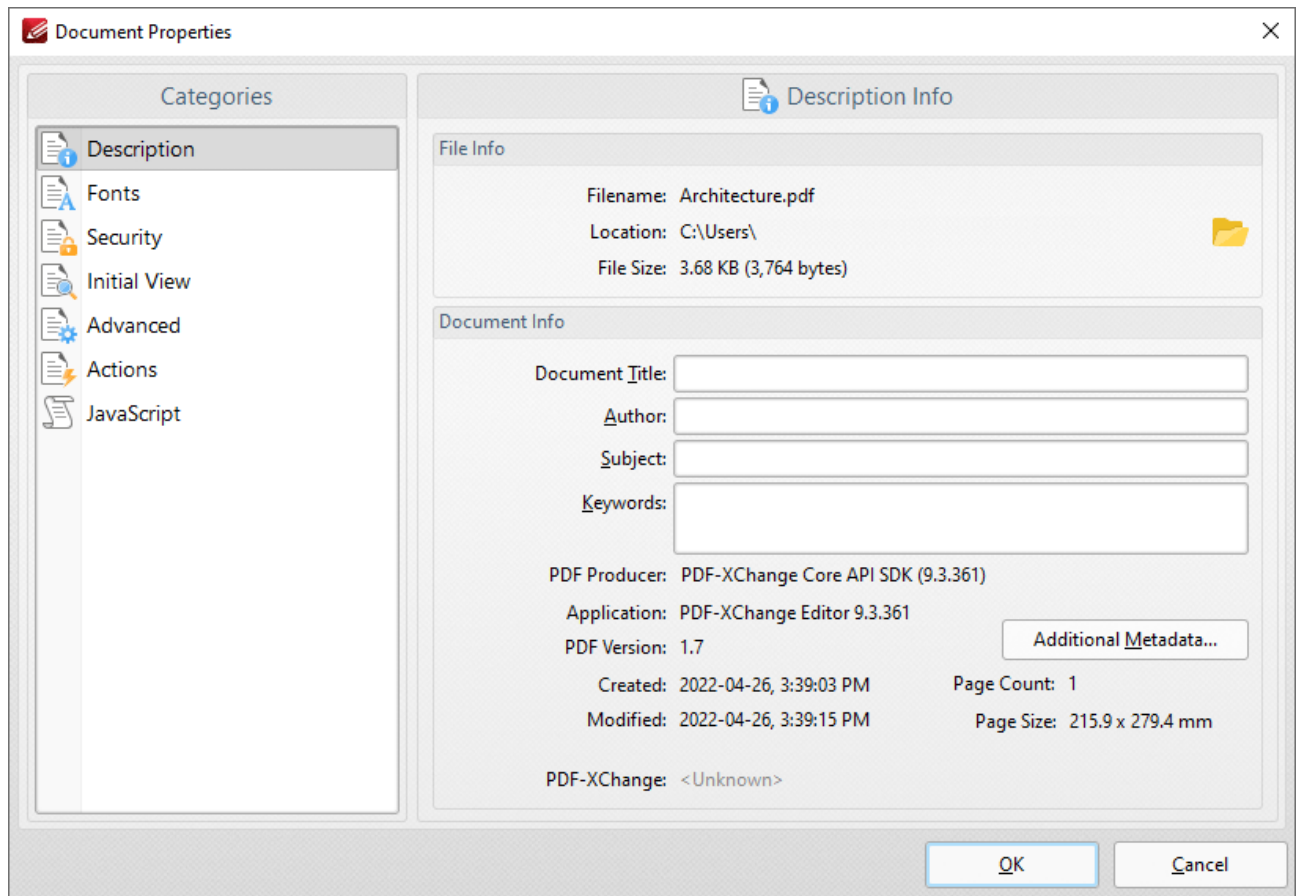 Document Properties
Categories
Description
Fonts
Security
Initial View
Advanced
Actions
JavaScript
Description Info
File Info
Filename: Architecture.pdf
Location: C:\Users\
File Size: 3.68 KB (3,764 bytes)
Document Info
Document Title:
Author:
Subject:
Keywords:
PDF Producer: PDF-XChange Core API SDK (9.3.361)
Application: PDF-XChange Editor 9.3.361
PDF Version: 1.7
Additional Metadata...
Created: 2022-04-26, 3:39:03 PM Page Count: 1
Modified: 2022-04-26, 3:39:15 PM Page Size: 215.9 x 279.4 mm
PDF-XChange: <Unknown>
OK Cancel